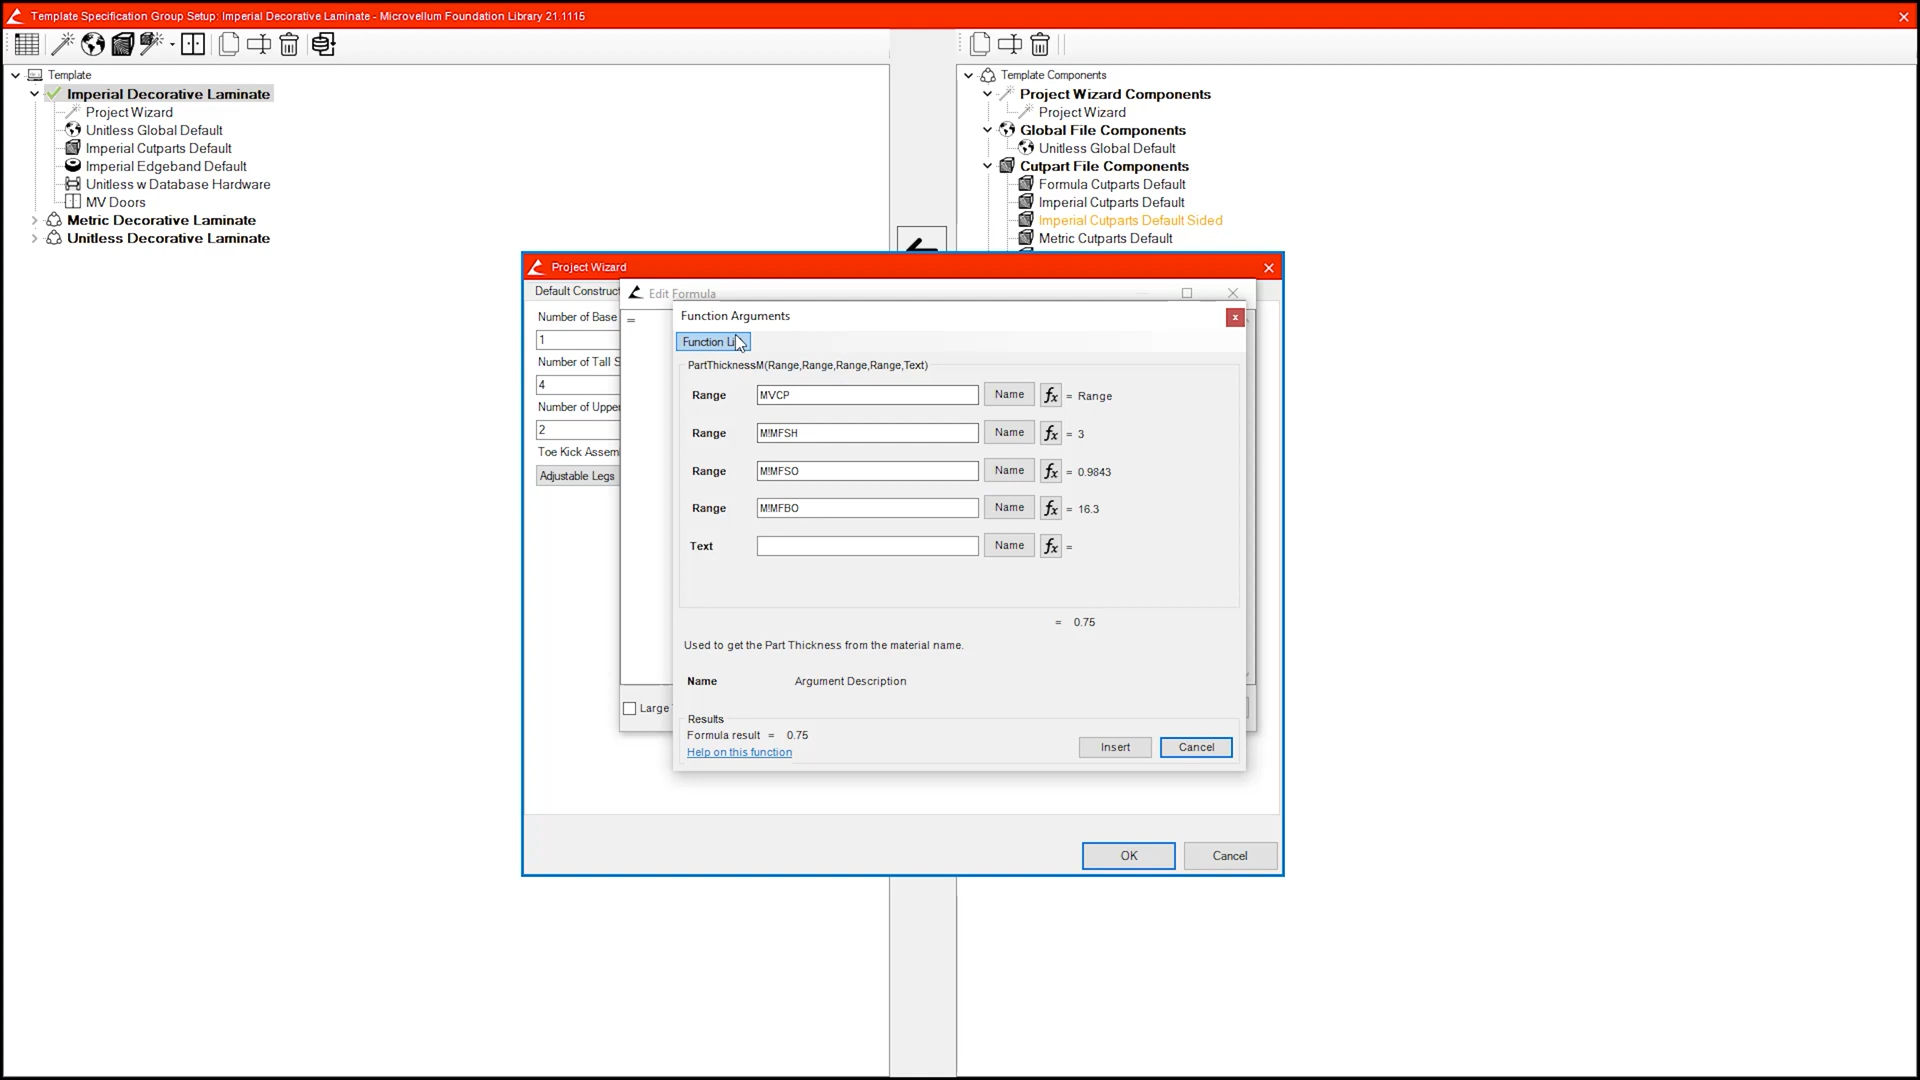 Template Specification Group Setup: Imperial Decorative Laminate - Microvellum Foundation Library 21.1115
Template
Imperial Decorative Laminate
Project Wizard
Unitless Global Default
Imperial Cutparts Default
Imperial Edgeband Default
Unitless w Database Hardware
MV Doors
Metric Decorative Laminate
Unitless Decorative Laminate
Template Components
Project Wizard Components
Project Wizard
Global File Components
Unitless Global Default
Cutpart File Components
Formula Cutparts Default
Imperial Cutparts Default
Imperial Cutparts Default Sided
Metric Cutparts Default
Project Wizard
Default Construct
Number of Base
1
Number of Tall S
4
Number of Upper
2
Toe Kick Assem
Adjustable Legs
Edit Formula
=
Large
Function Arguments
Function Li
PartThicknessM(Range,Range,Range,Range,Text)
Range MVCP Name fx = Range
Range M!MFSH Name fx = 3
Range M!MFSO Name fx = 0.9843
Range M!MFBO Name fx = 16.3
Text Name fx =
= 0.75
Used to get the Part Thickness from the material name.
Name Argument Description
Results
Formula result = 0.75
Help on this function
Insert Cancel
OK Cancel